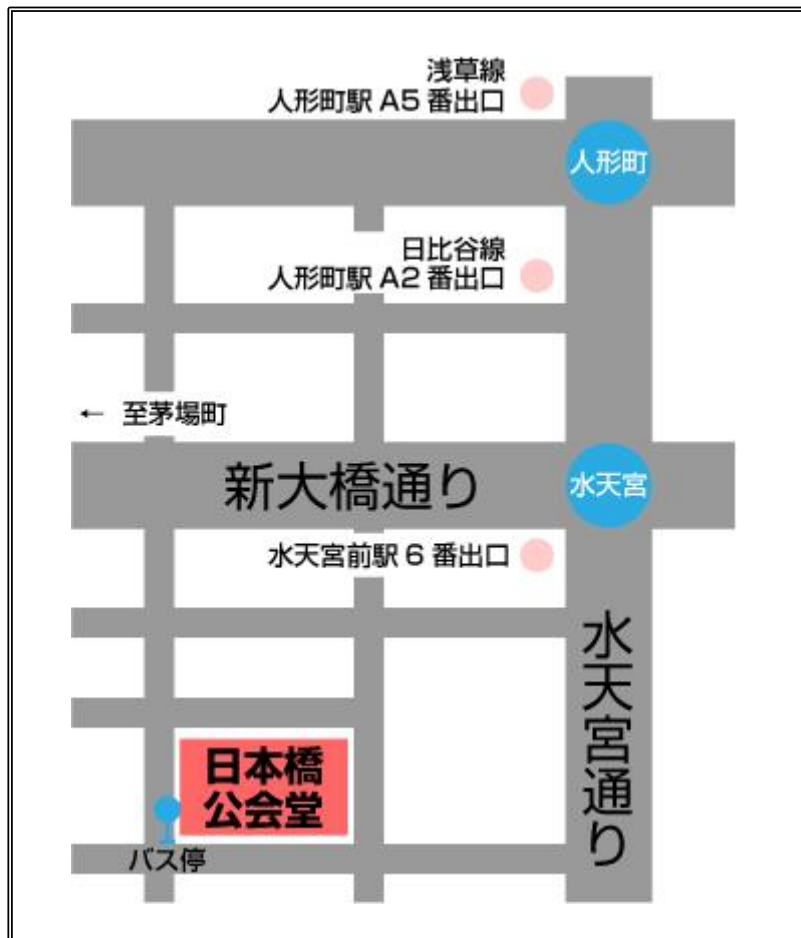 浅草線
人形町駅 A5 番出口
人形町
日比谷線
人形町駅 A2 番出口
← 至茅場町
新大橋通り
水天宮
水天宮前駅 6 番出口
水天宮通り
日本橋
公会堂
バス停